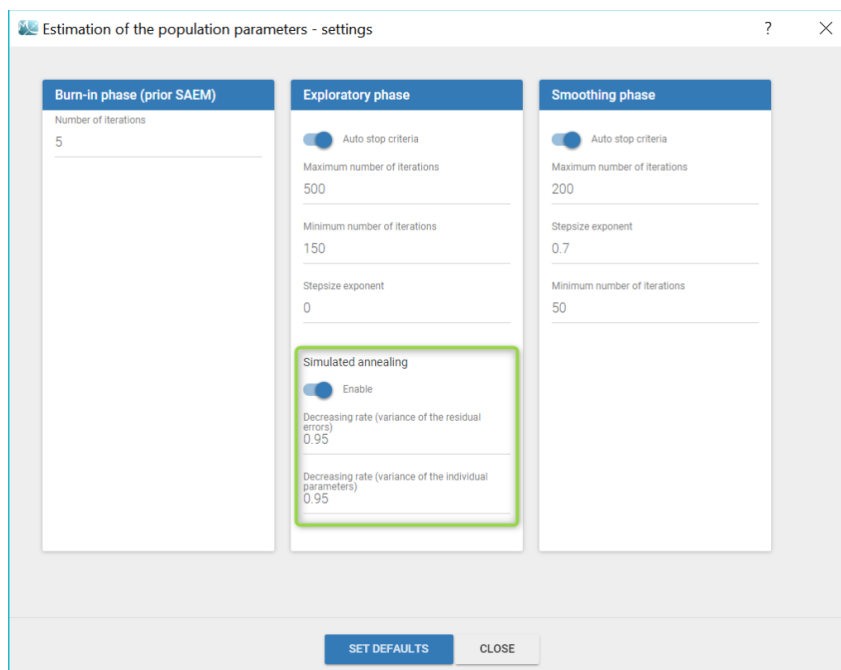 Estimation of the population parameters - settings
?
Burn-in phase (prior SAEM)
Number of iterations
5
Exploratory phase
Auto stop criteria
Maximum number of iterations
500
Minimum number of iterations
150
Stepsize exponent
0
Simulated annealing
Enable
Decreasing rate (variance of the residual
errors)
0.95
Decreasing rate (variance of the individual
parameters)
0.95
Smoothing phase
Auto stop criteria
Maximum number of iterations
200
Stepsize exponent
0.7
Minimum number of iterations
50
SET DEFAULTS
CLOSE